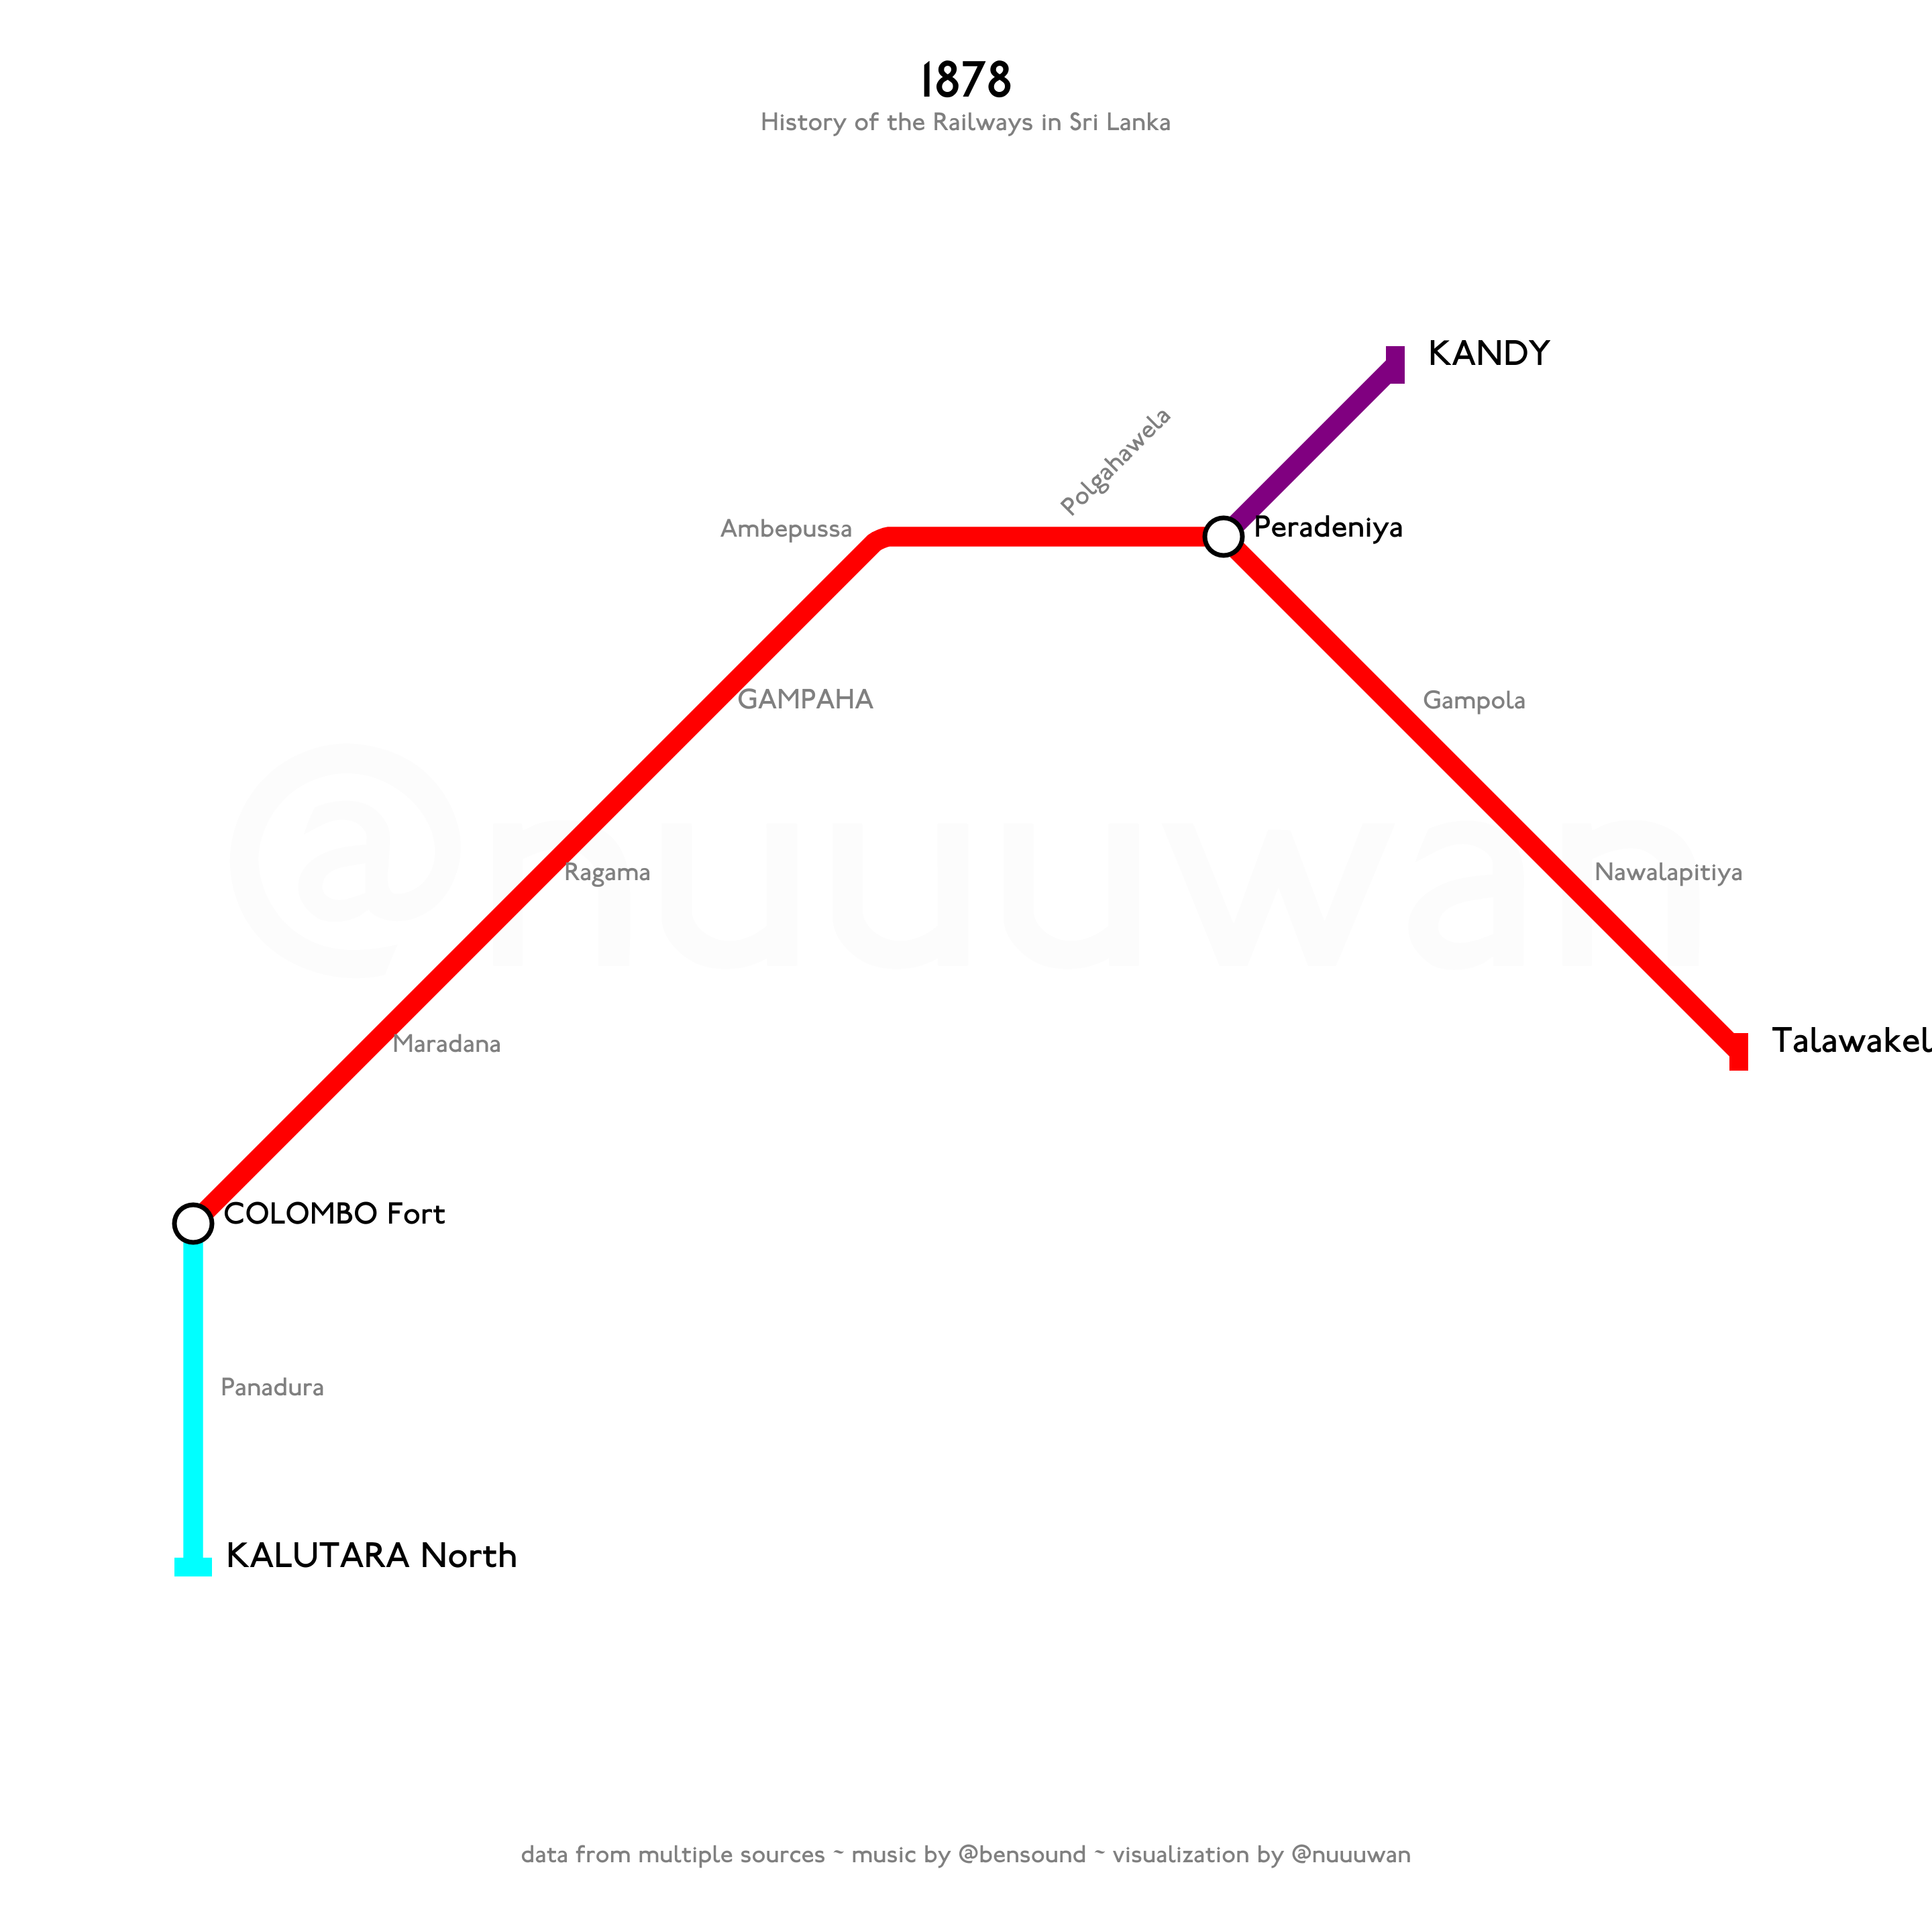 1878
History of the Railways in Sri Lanka
KANDY
Polgahawela
Ambepussa
Peradeniya
GAMPAHA
Gampola
@nuuuwan
Ragama
Nawalapitiya
Maradana
Talawakel
COLOMBO Fort
Panadura
KALUTARA North
data from multiple sources ~ music by @bensound ~ visualization by @nuuuwan